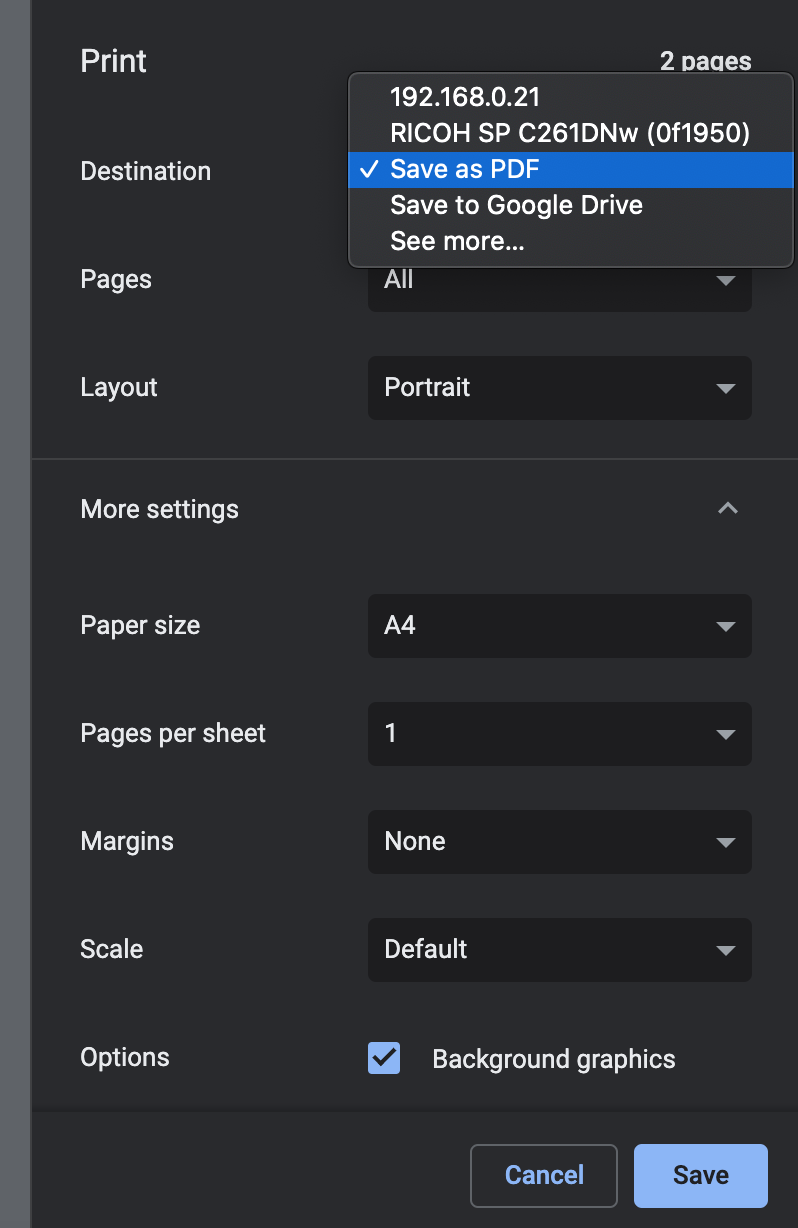 Print
2 pages
192.168.0.21
RICOH SP C261DNw (0f1950)
Destination
✓ Save as PDF
Save to Google Drive
See more...
Pages
All
Layout
Portrait
More settings
Paper size
A4
Pages per sheet
1
Margins
None
Scale
Default
Options
Background graphics
Cancel
Save